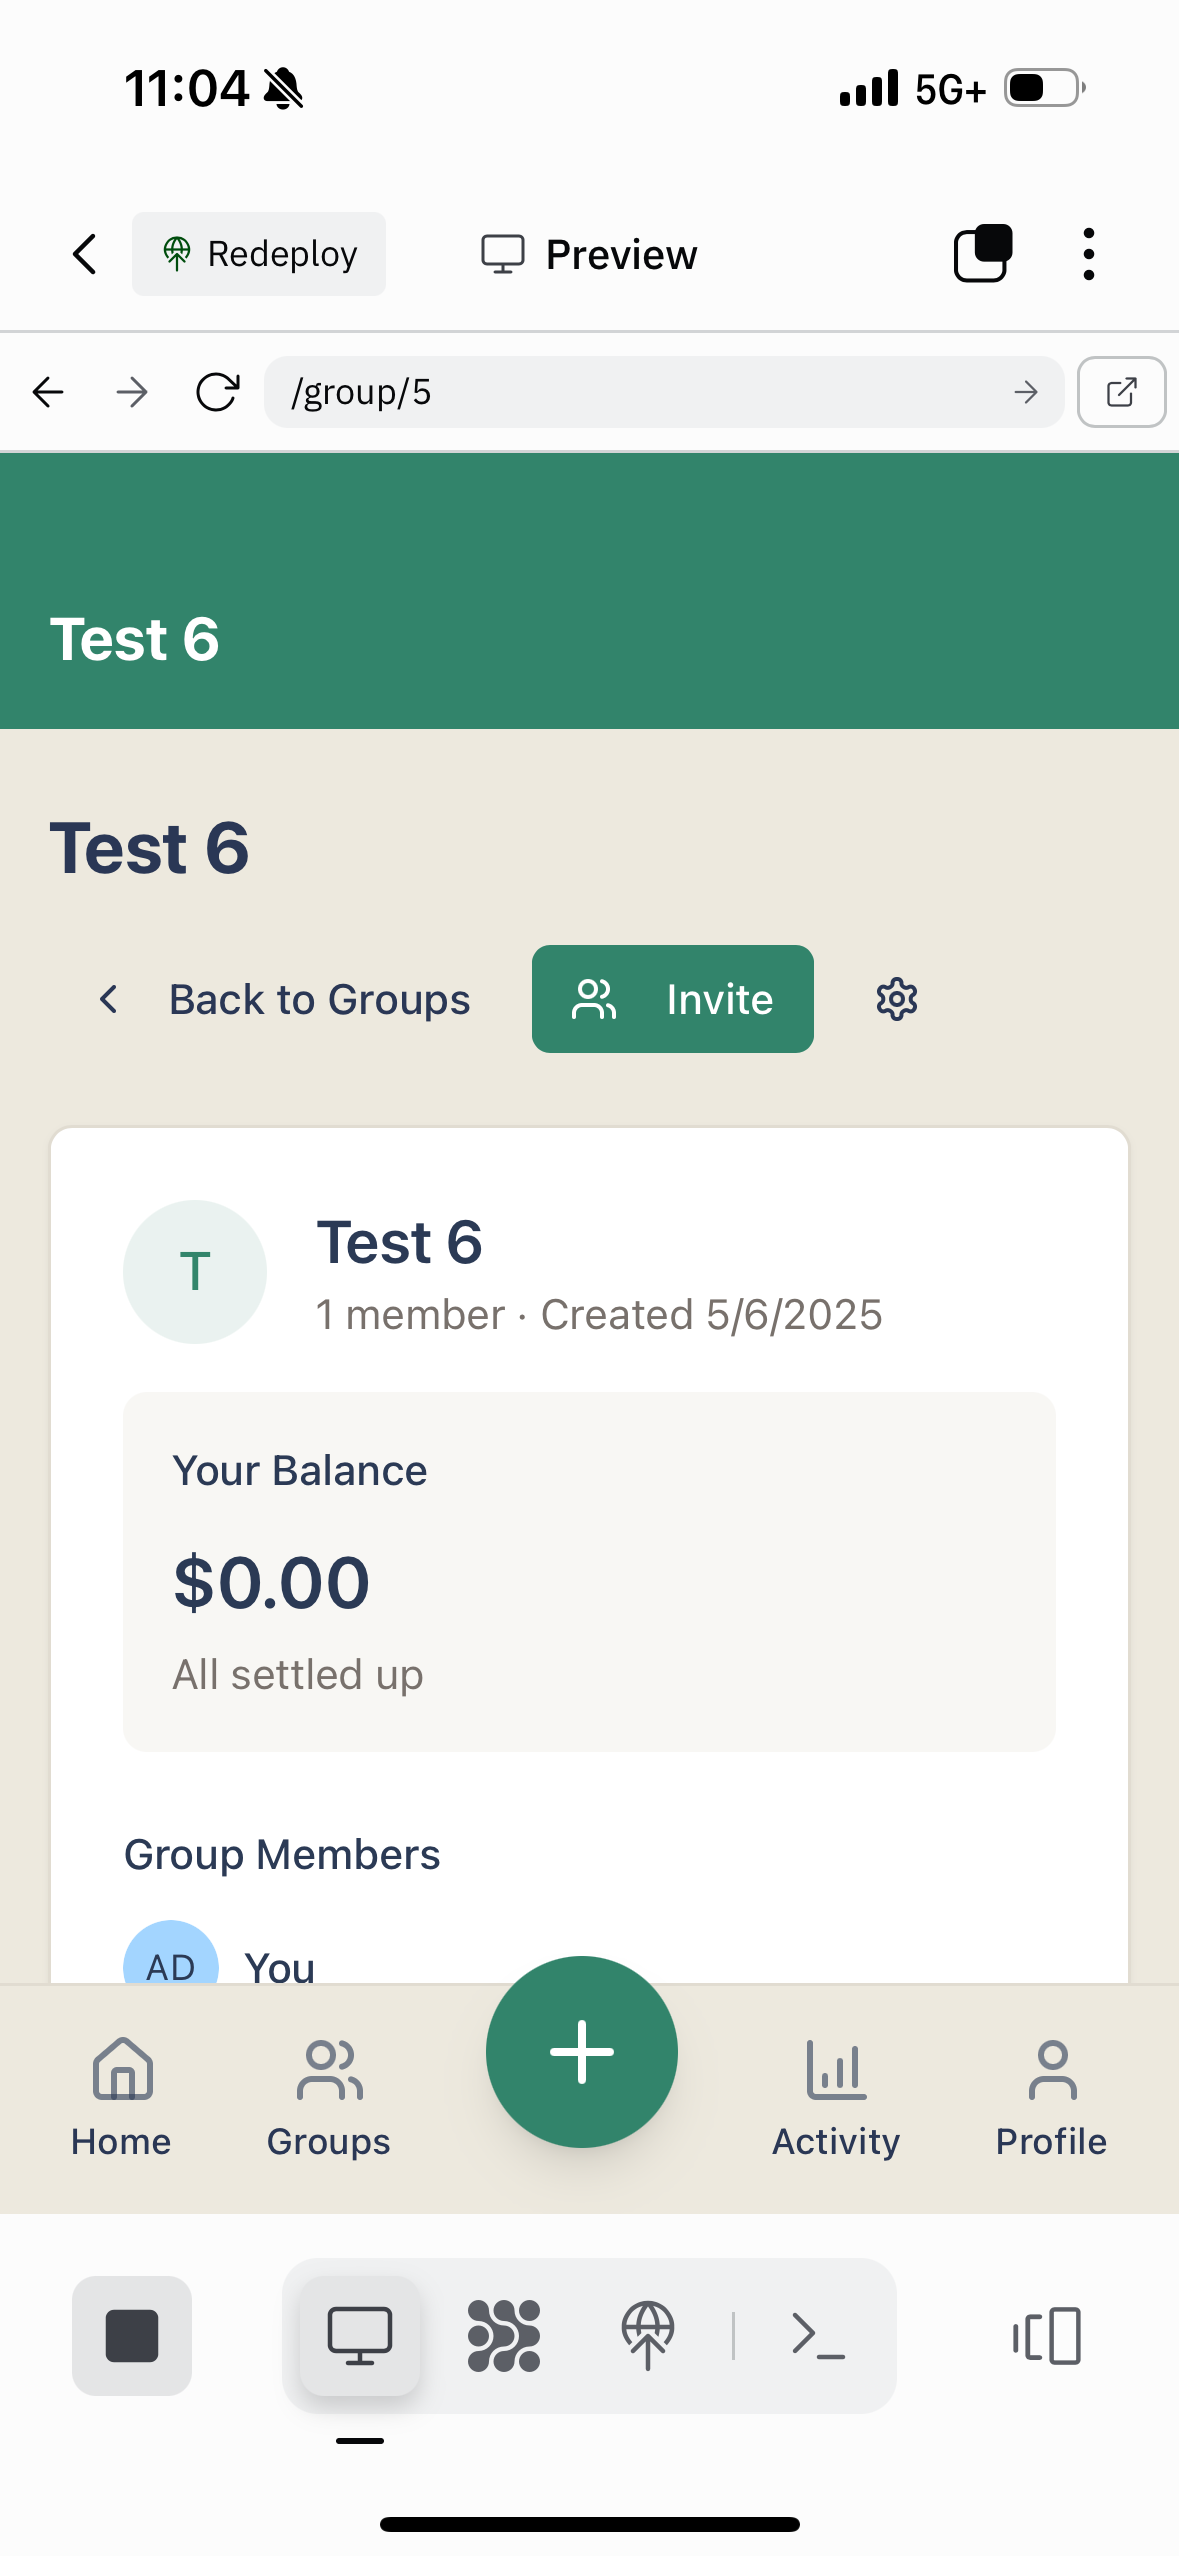 11:04
5G+
Redeploy
Preview
/group/5
Test 6
Test 6
Back to Groups
Invite
T
Test 6
1 member · Created 5/6/2025
Your Balance
$0.00
All settled up
Group Members
AD
You
Home
Groups
Activity
Profile